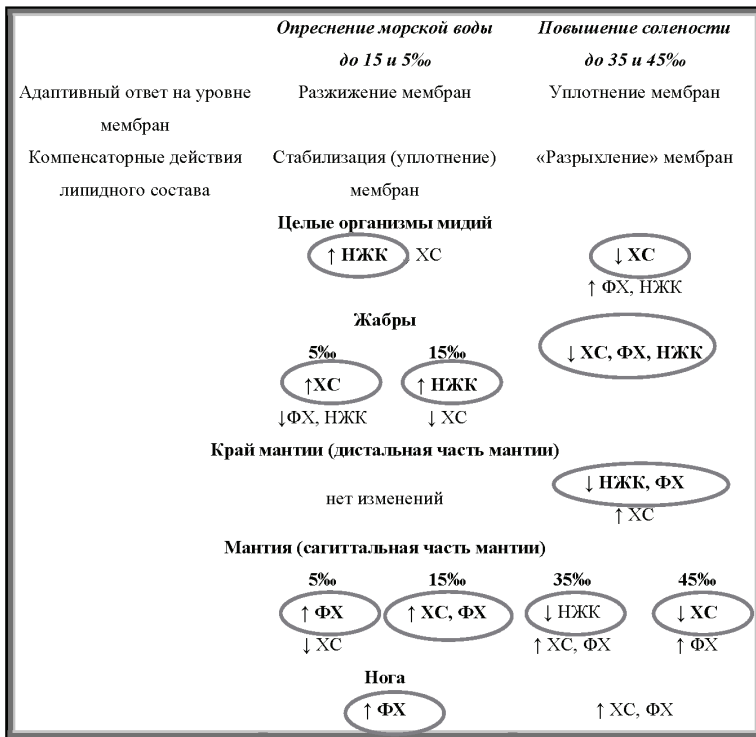 Опреснение морской воды Повышение солености
до 15 и 5‰ до 35 и 45‰
Адаптивный ответ на уровне Разжижение мембран Уплотнение мембран
мембран
Компенсаторные действия Стабилизация (уплотнение) «Разрыхление» мембран
липидного состава мембран
Целые организмы мидий
↑ НЖК ХС ↓ ХС
↑ ФХ, НЖК
Жабры
↓ ХС, ФХ, НЖК
5‰ 15‰
↑ХС ↑ НЖК
↓ФХ, НЖК ↓ ХС
Край мантии (дистальная часть мантии)
↓ НЖК, ФХ
нет изменений
↑ ХС
Мантия (сагиттальная часть мантии)
5‰ 15‰ 35‰ 45‰
↑ ФХ ↑ ХС, ФХ ↓ НЖК ↓ ХС
↓ ХС ↑ ХС, ФХ ↑ ФХ
Нога
↑ ФХ ↑ ХС, ФХ